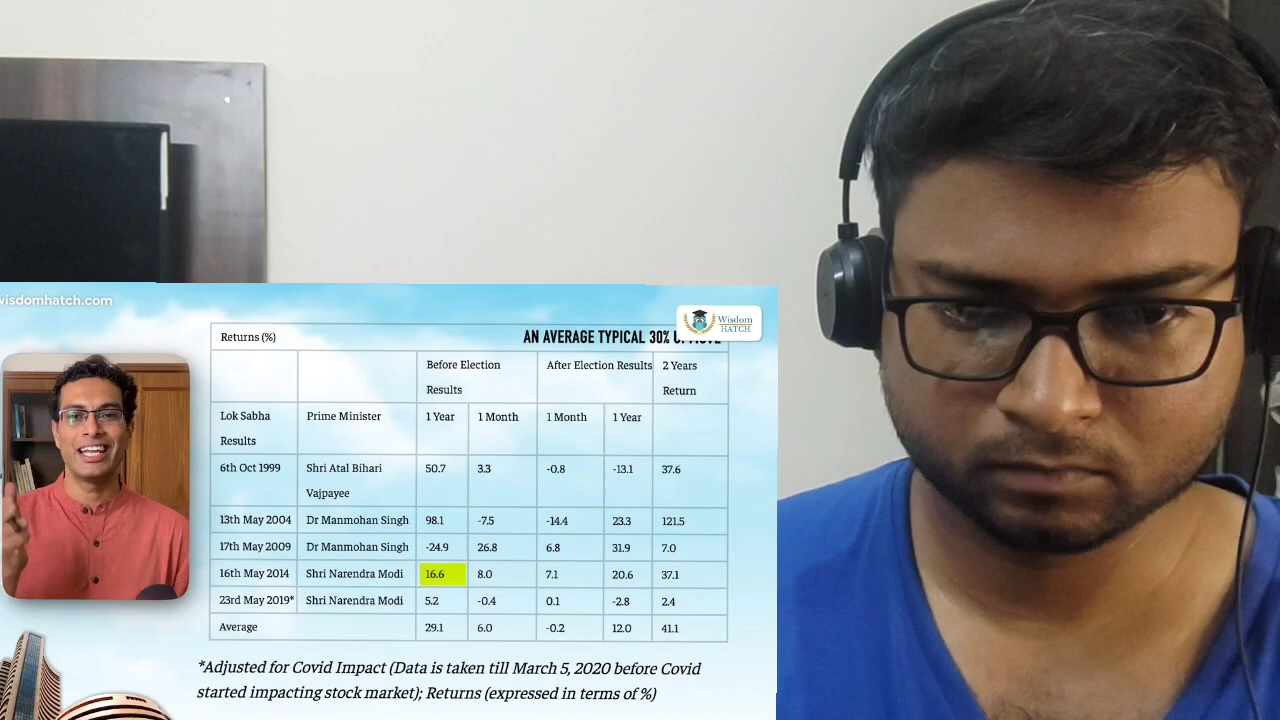 wisdomhatch.com
Wisdom
HATCH
Returns (%)
AN AVERAGE TYPICAL 30%
Before Election Results
After Election Results
2 Years Return
Lok Sabha Results
Prime Minister
1 Year
1 Month
1 Month
1 Year
6th Oct 1999 Shri Atal Bihari Vajpayee 50.7 3.3 -0.8 -13.1 37.6
13th May 2004 Dr Manmohan Singh 98.1 -7.5 -14.4 23.3 121.5
17th May 2009 Dr Manmohan Singh -24.9 26.8 6.8 31.9 7.0
16th May 2014 Shri Narendra Modi 16.6 8.0 7.1 20.6 37.1
23rd May 2019* Shri Narendra Modi 5.2 -0.4 0.1 -2.8 2.4
Average 29.1 6.0 -0.2 12.0 41.1
*Adjusted for Covid Impact (Data is taken till March 5, 2020 before Covid
started impacting stock market); Returns (expressed in terms of %)